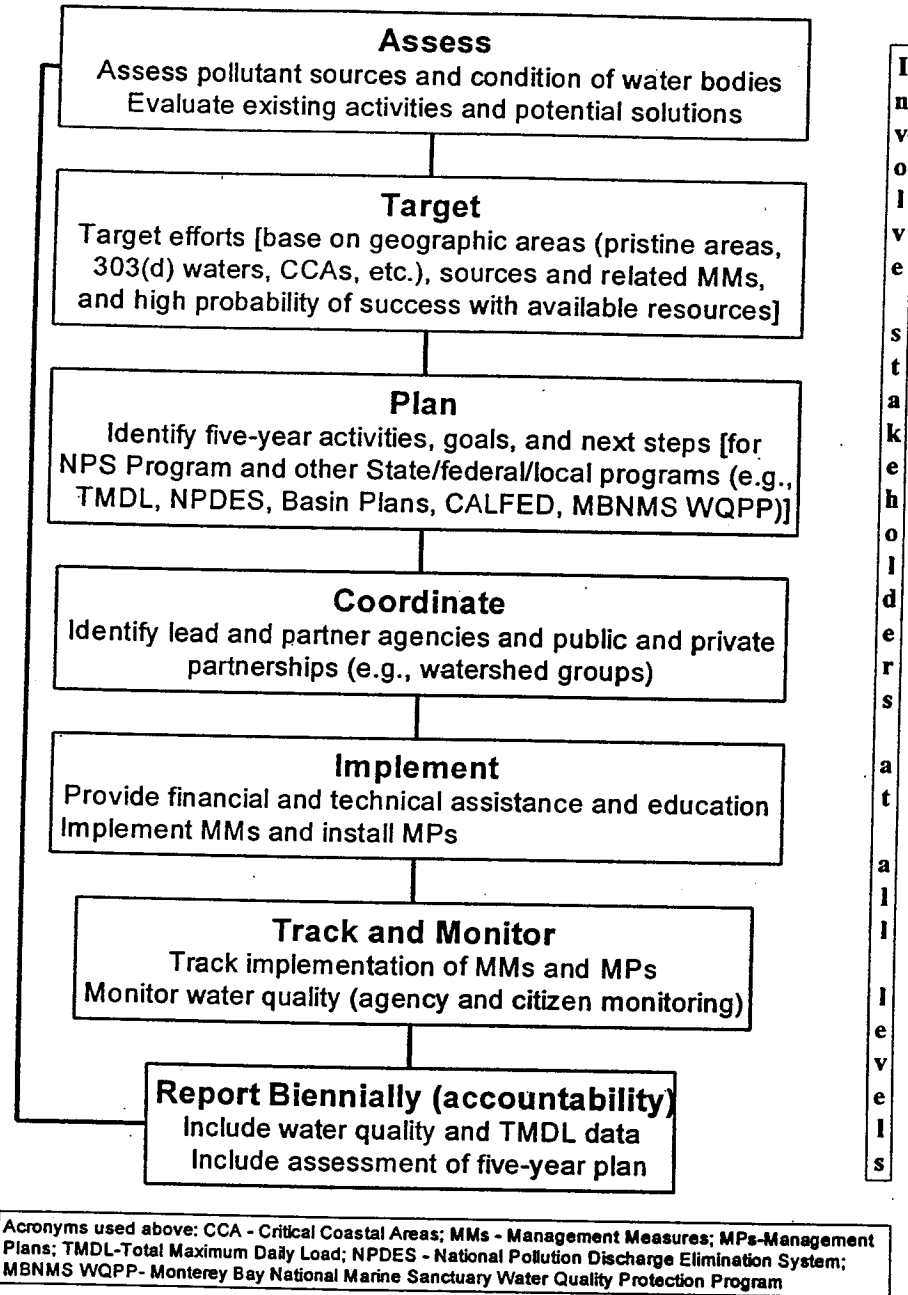 Assess
Assess pollutant sources and condition of water bodies
Evaluate existing activities and potential solutions
Target
Target efforts [base on geographic areas (pristine areas,
303(d) waters, CCAs, etc.), sources and related MMs,
and high probability of success with available resources]
Plan
Identify five-year activities, goals, and next steps [for
NPS Program and other State/federal/local programs (e.g.,
TMDL, NPDES, Basin Plans, CALFED, MBNMS WQPP)]
Coordinate
Identify lead and partner agencies and public and private
partnerships (e.g., watershed groups)
Implement
Provide financial and technical assistance and education
Implement MMs and install MPs
Track and Monitor
Track implementation of MMs and MPs
Monitor water quality (agency and citizen monitoring)
Report Biennially (accountability)
Include water quality and TMDL data
Include assessment of five-year plan
Involve stakeholders at all levels
Acronyms used above: CCA - Critical Coastal Areas; MMs - Management Measures; MPs-Management
Plans; TMDL-Total Maximum Daily Load; NPDES - National Pollution Discharge Elimination System;
MBNMS WQPP- Monterey Bay National Marine Sanctuary Water Quality Protection Program